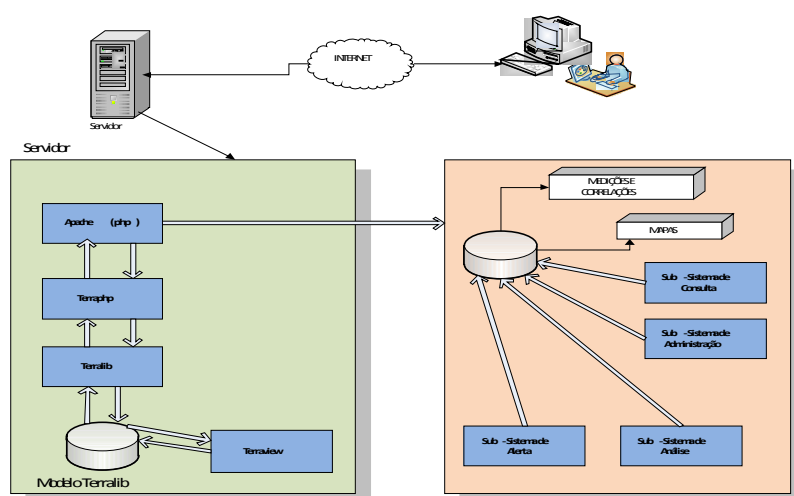 INTERNET
Servidor
Servidor
MEDIÇÕES E
CORRELAÇÕES
Apache (php )
MAPAS
Sub -Sistema de
Consulta
Terraphp
Sub -Sistema de
Administração
Terralib
Sub -Sistema de
Alerta
Sub -Sistema de
Análise
Terraview
Modelo Terralib